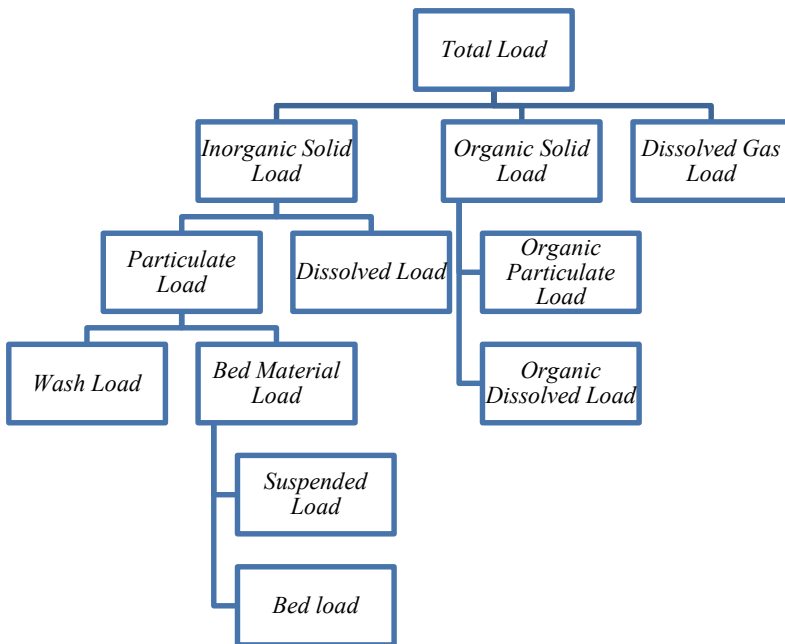 Total Load
Inorganic Solid
Load
Organic Solid
Load
Dissolved Gas
Load
Particulate
Load
Dissolved Load
Organic
Particulate
Load
Wash Load
Bed Material
Load
Organic
Dissolved Load
Suspended
Load
Bed load